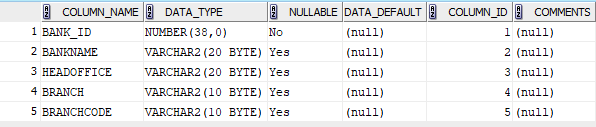 COLUMN_NAME DATA_TYPE NULLABLE DATA_DEFAULT COLUMN_ID COMMENTS
1 BANK_ID NUMBER(38,0) No (null) 1 (null)
2 BANKNAME VARCHAR2(20 BYTE) Yes (null) 2 (null)
3 HEADOFFICE VARCHAR2(20 BYTE) Yes (null) 3 (null)
4 BRANCH VARCHAR2(10 BYTE) Yes (null) 4 (null)
5 BRANCHCODE VARCHAR2(10 BYTE) Yes (null) 5 (null)